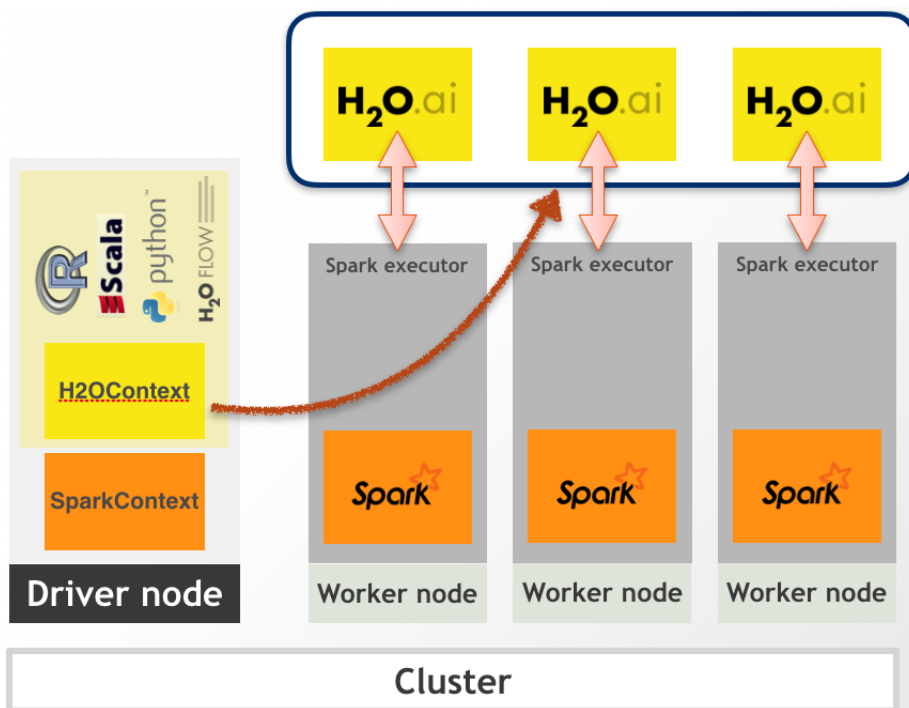 H2O.ai
H2O.ai
H2O.ai
R
Scala
python™
H2O FLOW
H2OContext
SparkContext
Driver node
Spark executor
Spark executor
Spark executor
Spark
Spark
Spark
Worker node
Worker node
Worker node
Cluster